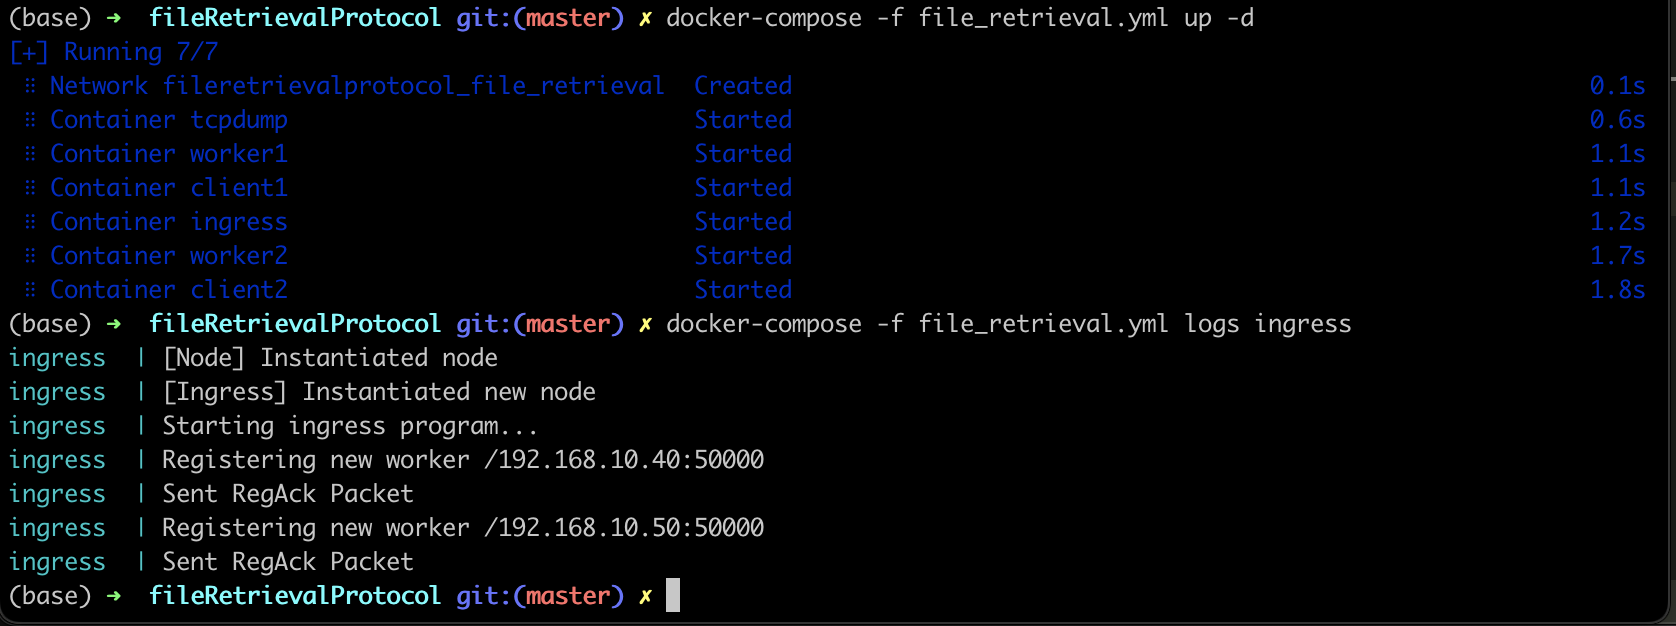 (base) ➜  fileRetrievalProtocol git:(master) ✗ docker-compose -f file_retrieval.yml up -d
[+] Running 7/7
⠿ Network fileretrievalprotocol_file_retrieval  Created  0.1s
⠿ Container tcpdump  Started  0.6s
⠿ Container worker1  Started  1.1s
⠿ Container client1  Started  1.1s
⠿ Container ingress  Started  1.2s
⠿ Container worker2  Started  1.7s
⠿ Container client2  Started  1.8s
(base) ➜  fileRetrievalProtocol git:(master) ✗ docker-compose -f file_retrieval.yml logs ingress
ingress  | [Node] Instantiated node
ingress  | [Ingress] Instantiated new node
ingress  | Starting ingress program...
ingress  | Registering new worker /192.168.10.40:50000
ingress  | Sent RegAck Packet
ingress  | Registering new worker /192.168.10.50:50000
ingress  | Sent RegAck Packet
(base) ➜  fileRetrievalProtocol git:(master) ✗